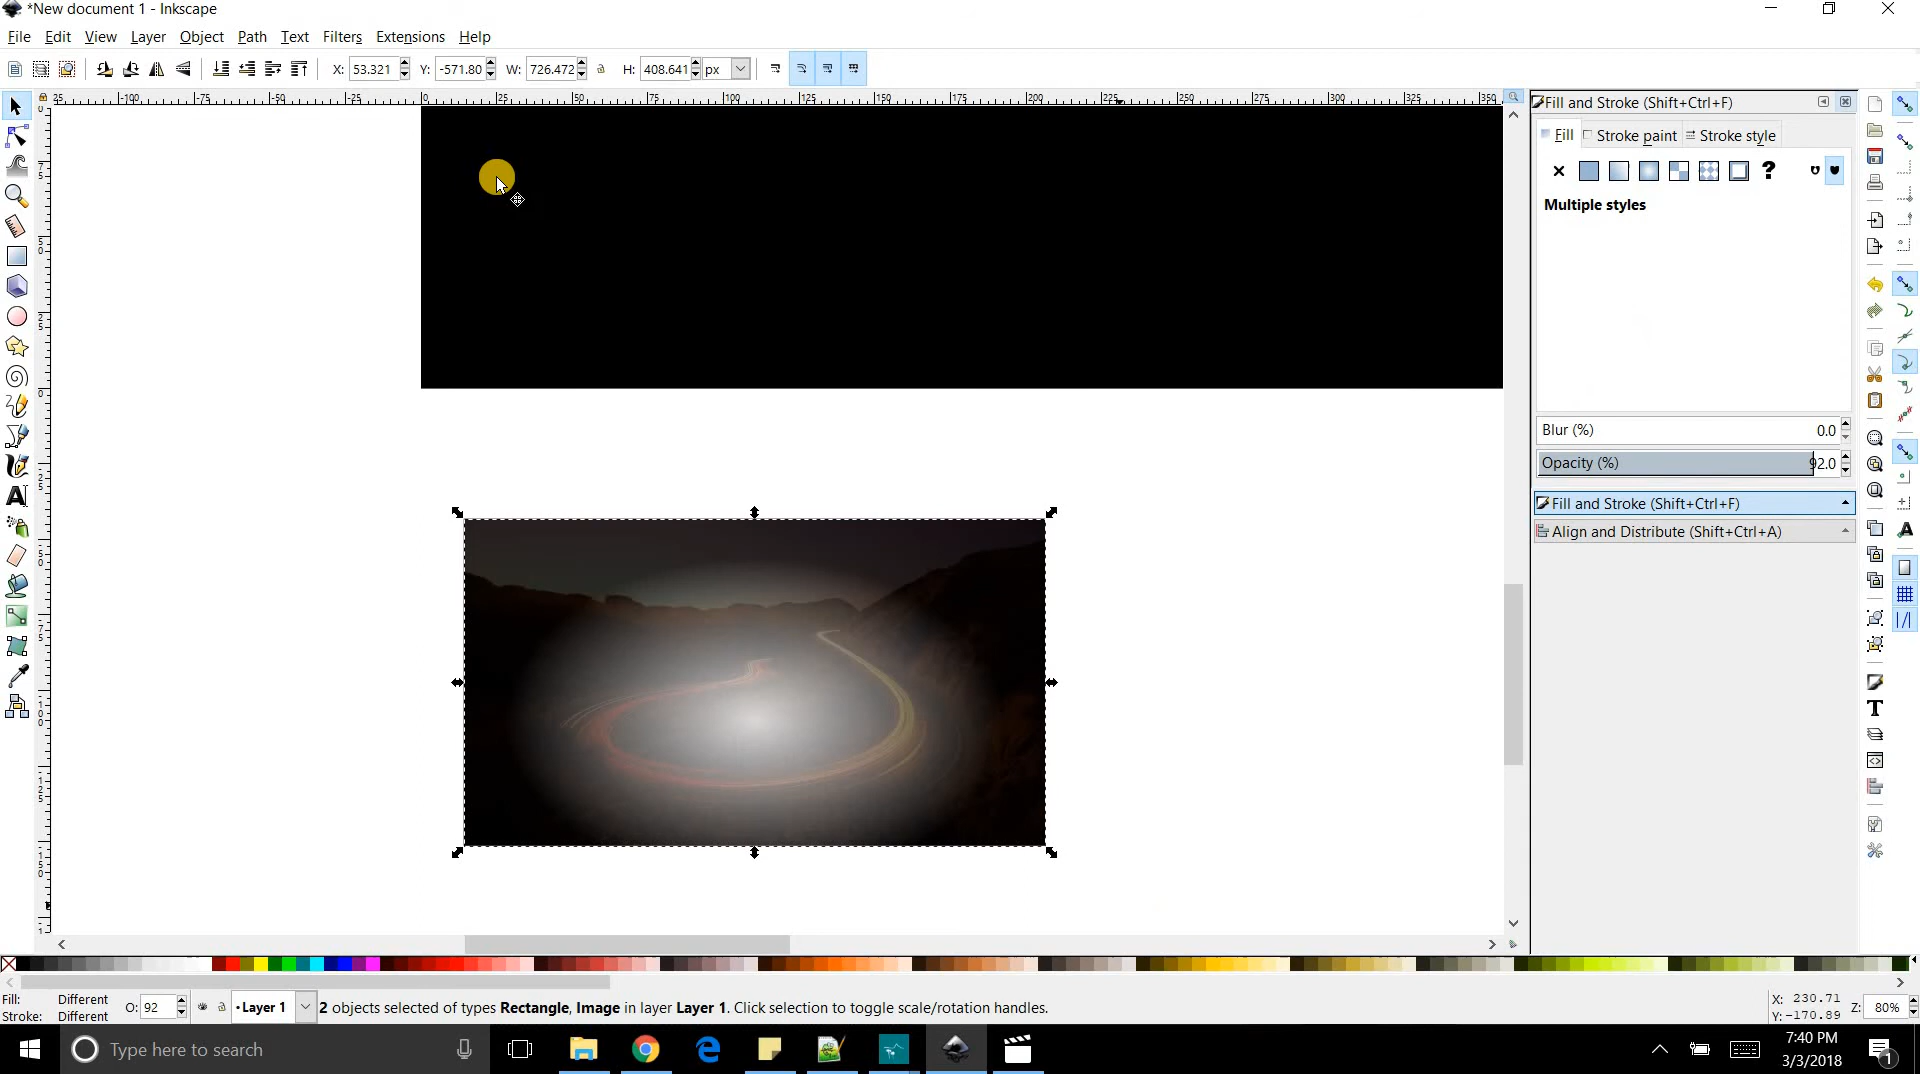 *New document 1 - Inkscape
File Edit View Layer Object Path Text Filters Extensions Help
X: 53.321 Y: -571.80 W: 726.472 H: 408.641 px
Fill and Stroke (Shift+Ctrl+F)
Fill Stroke paint Stroke style
Multiple styles
Blur (%) 0.0
Opacity (%) 92.0
Fill and Stroke (Shift+Ctrl+F)
Align and Distribute (Shift+Ctrl+A)
Fill: Different
Stroke: Different
O: 92
•Layer 1
2 objects selected of types Rectangle, Image in layer Layer 1. Click selection to toggle scale/rotation handles.
X: 230.71
Y: -170.89
Z: 80%
Type here to search
7:40 PM
3/3/2018
1